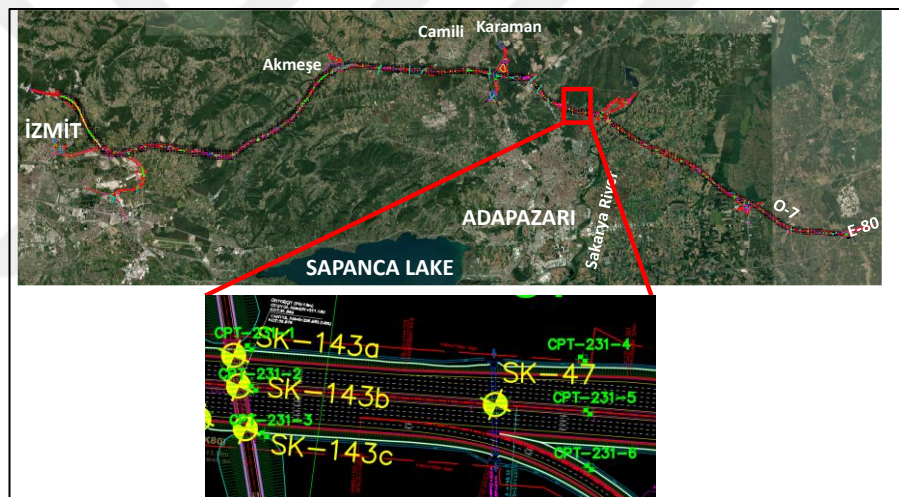 Camili Karaman
Akmeşe
İZMİT
ADAPAZARI
Sakarya River
O-7
E-80
SAPANCA LAKE
CPT-231-1
SK-143a
CPT-231-2
SK-143b
CPT-231-3
SK-143c
SK-47
CPT-231-4
CPT-231-5
CPT-231-6